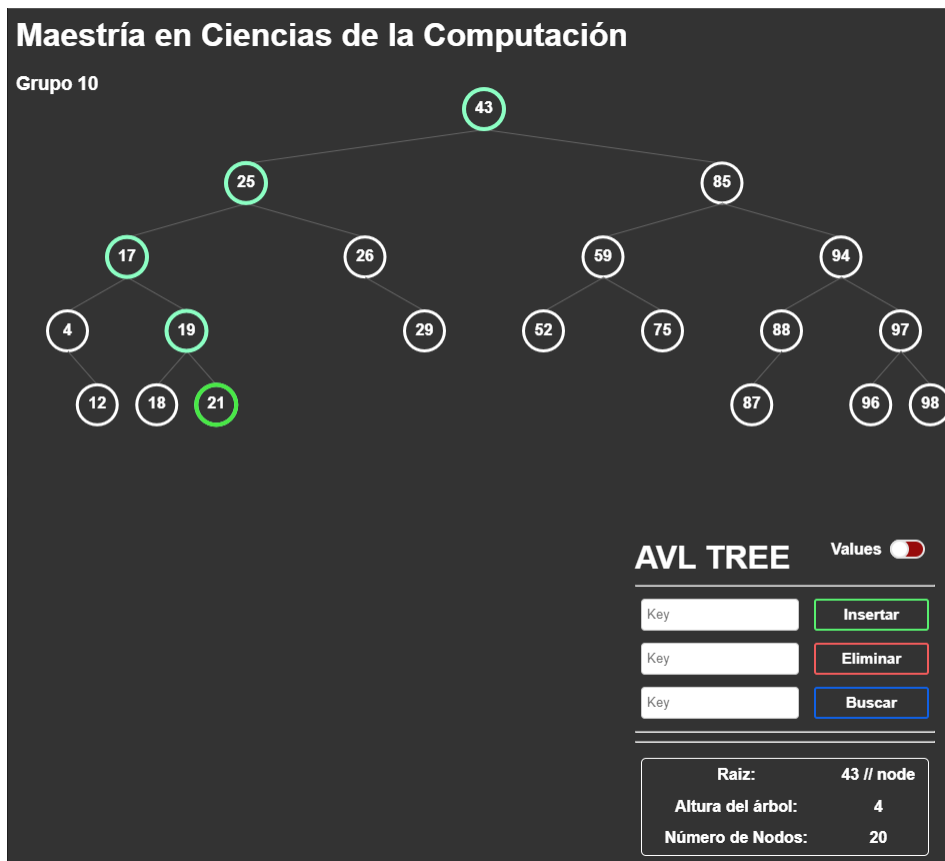 Maestría en Ciencias de la Computación
Grupo 10
43
25 85
17 26 59 94
4 19 29 52 75 88 97
12 18 21 87 96 98
AVL TREE Values
Key Insertar
Key Eliminar
Key Buscar
Raiz: 43 // node
Altura del árbol: 4
Número de Nodos: 20